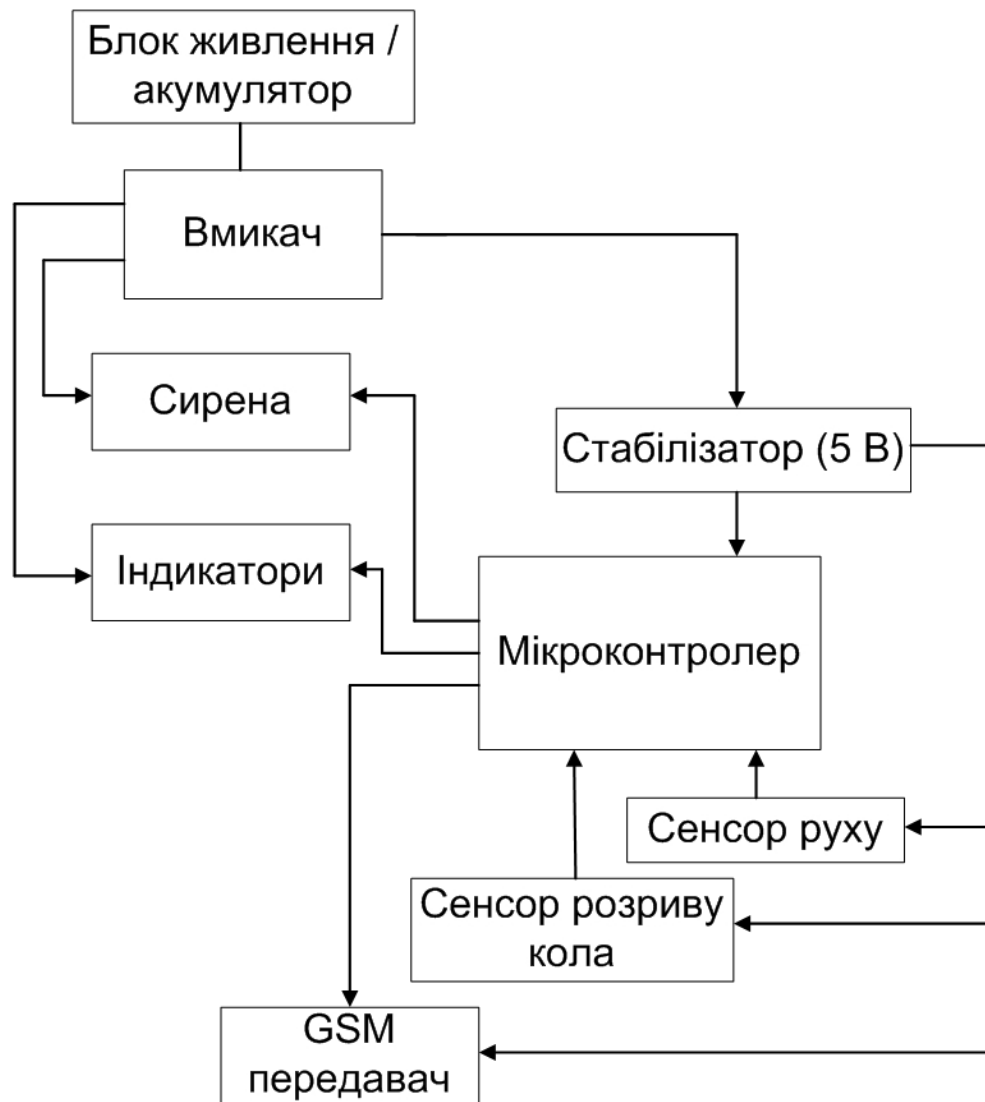 Блок живлення /
акумулятор
Вмикач
Сирена
Стабілізатор (5 В)
Індикатори
Мікроконтролер
Сенсор руху
Сенсор розриву
кола
GSM
передавач